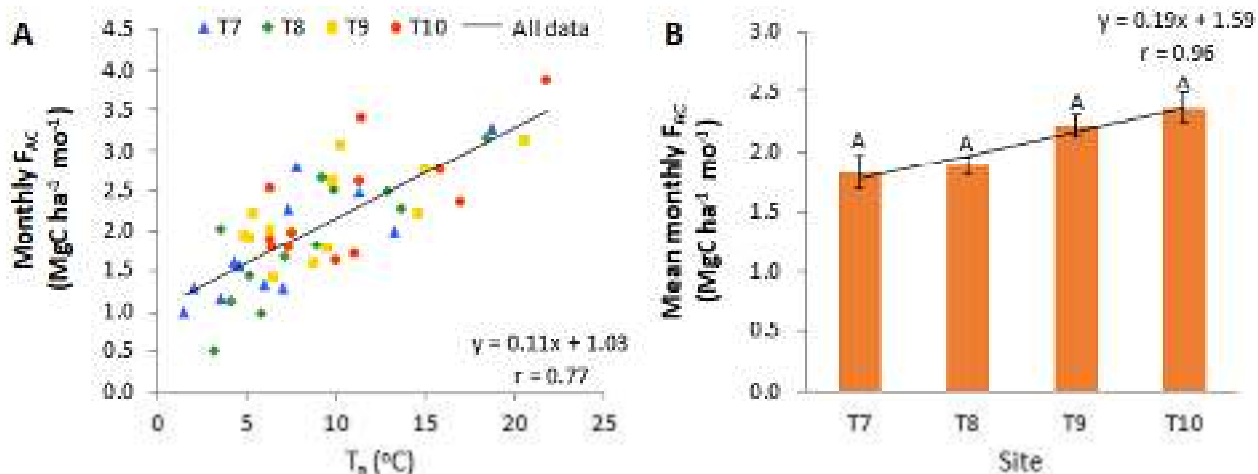 A
T7 T8 T9 T10 All data
4.5
4.0
3.5
3.0
2.5
2.0
1.5
1.0
0.5
0.0
Monthly F
(MgC ha⁻¹ mo⁻¹)
y = 0.11x + 1.03
r = 0.77
0 5 10 15 20 25
Tₐ (°C)
B
y = 0.19x + 1.59
r = 0.96
3.0
2.5
2.0
1.5
1.0
0.5
0.0
Mean monthly F
(MgC ha⁻¹ mo⁻¹)
A A A A
T7 T8 T9 T10
Site